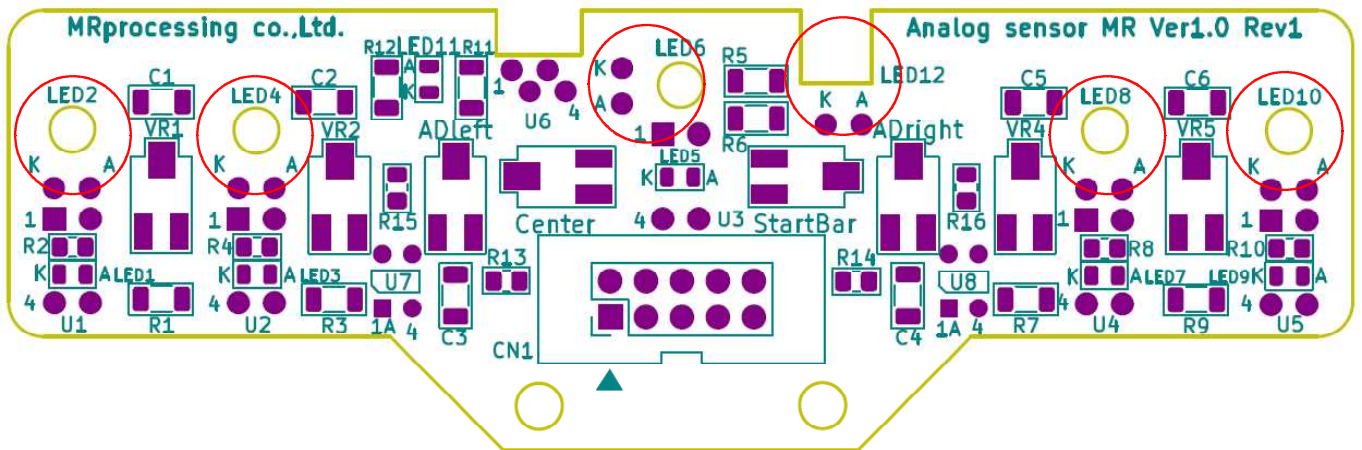 MRprocessing co.,Ltd.
Analog sensor MR Ver1.0 Rev1
R12
LED11
R11
LED6
R5
LED12
C1
C2
A
K
1
4
U6
K
A
C5
C6
LED2
LED4
LED8
LED10
VR1
VR2
ADleft
1
R6
K
A
ADright
VR4
VR5
K
A
K
A
LED5
K
A
K
A
K
A
1
1
R15
Center
4
U3
StartBar
R16
1
1
R2
R4
R13
R14
R8
R10
K
A
LED1
K
A
LED3
U7
U8
K
A
LED7
LED9
K
A
4
4
4
4
U1
R1
U2
R3
1A
4
C3
CN1
C4
1A
4
R7
U4
R9
U5